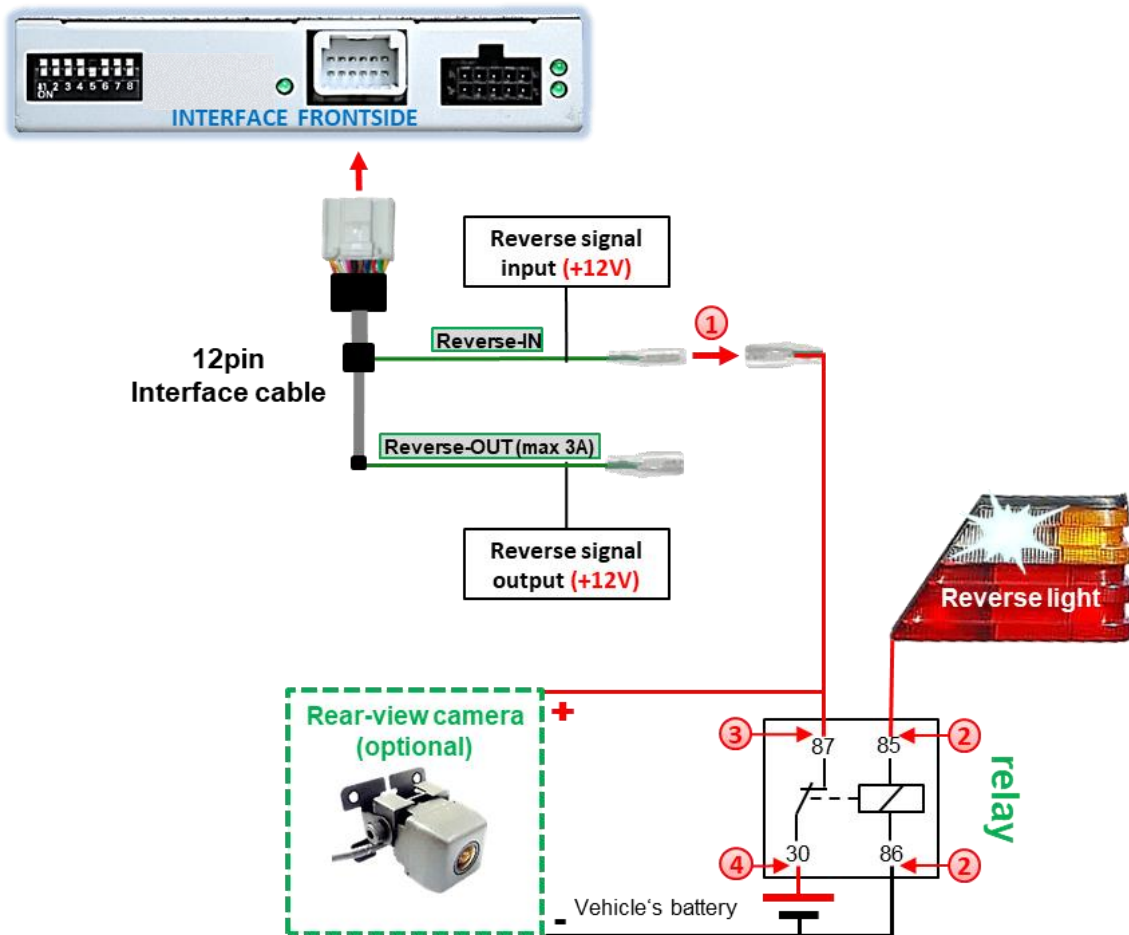 1 2 3 4 5 6 7 8
ON
INTERFACE FRONTSIDE
Reverse signal
input (+12V)
Reverse-IN
1
12pin
Interface cable
Reverse-OUT (max 3A)
Reverse signal
output (+12V)
Reverse light
Rear-view camera
(optional)
+
3
87
85
2
relay
4
30
86
2
-
Vehicle's battery